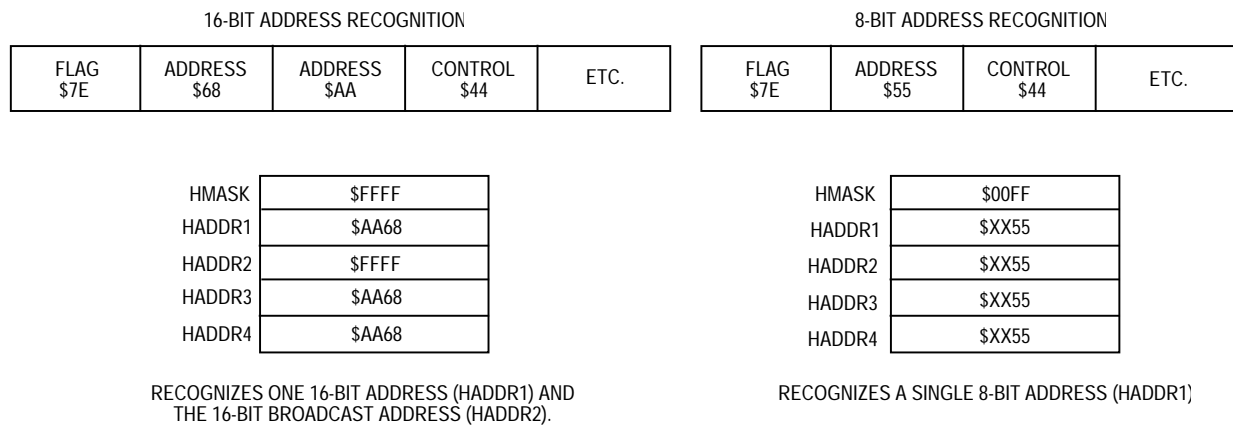 16-BIT ADDRESS RECOGNITION
FLAG
$7E
ADDRESS
$68
ADDRESS
$AA
CONTROL
$44
ETC.
HMASK $FFFF
HADDR1 $AA68
HADDR2 $FFFF
HADDR3 $AA68
HADDR4 $AA68
RECOGNIZES ONE 16-BIT ADDRESS (HADDR1) AND
THE 16-BIT BROADCAST ADDRESS (HADDR2).
8-BIT ADDRESS RECOGNITION
FLAG
$7E
ADDRESS
$55
CONTROL
$44
ETC.
HMASK $00FF
HADDR1 $XX55
HADDR2 $XX55
HADDR3 $XX55
HADDR4 $XX55
RECOGNIZES A SINGLE 8-BIT ADDRESS (HADDR1)